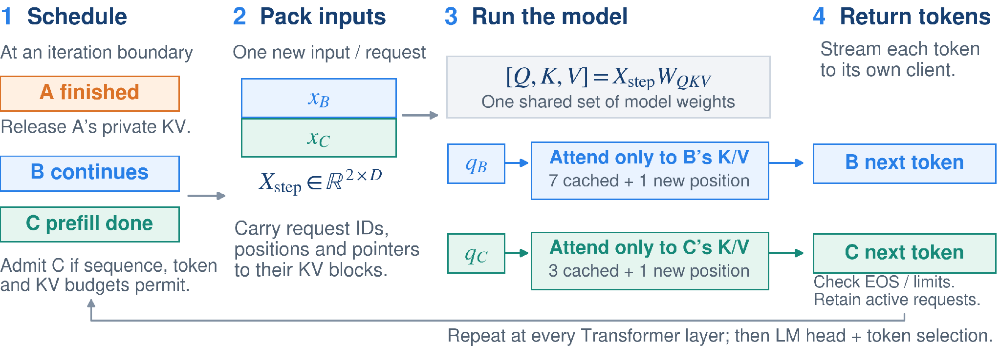 1 Schedule
At an iteration boundary
A finished
Release A's private KV.
B continues
C prefill done
Admit C if sequence, token
and KV budgets permit.
2 Pack inputs
One new input / request
x_B
x_C
X_step ∈ ℝ^{2×D}
Carry request IDs,
positions and pointers
to their KV blocks.
3 Run the model
[Q, K, V] = X_step W_{QKV}
One shared set of model weights
q_B
Attend only to B's K/V
7 cached + 1 new position
q_C
Attend only to C's K/V
3 cached + 1 new position
4 Return tokens
Stream each token
to its own client.
B next token
C next token
Check EOS / limits.
Retain active requests.
Repeat at every Transformer layer; then LM head + token selection.